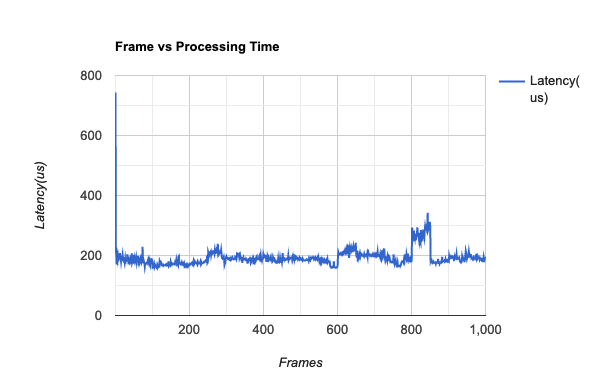 Frame vs Processing Time
800
600
400
200
0
200
400
600
800
1,000
Latency(us)
Frames
Latency(
us)